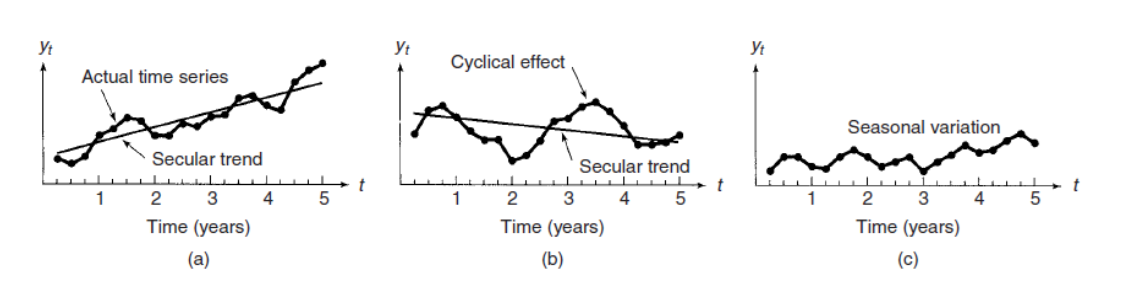 yt
Actual time series
Secular trend
t
1 2 3 4 5
Time (years)
(a)
yt
Cyclical effect
Secular trend
t
1 2 3 4 5
Time (years)
(b)
yt
Seasonal variation
t
1 2 3 4 5
Time (years)
(c)